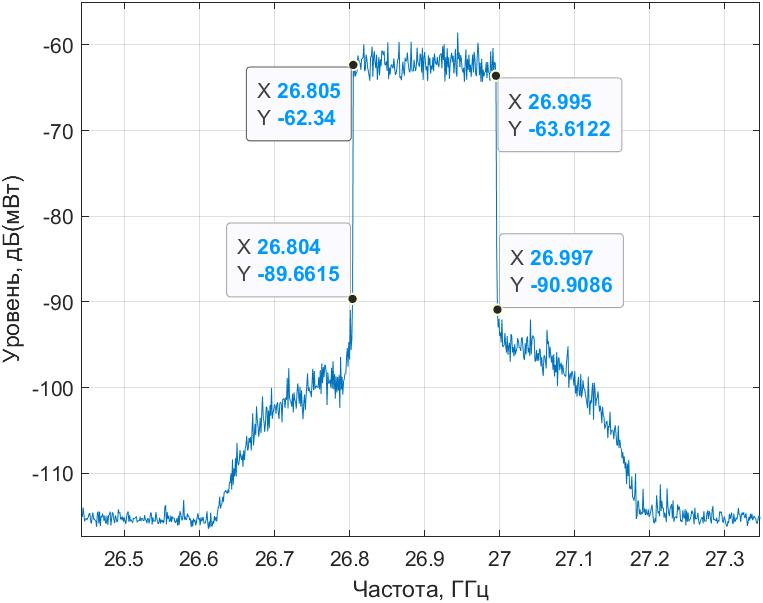 -60
-70
-80
-90
-100
-110
Уровень, дБ(мВт)
X 26.805
Y -62.34
X 26.995
Y -63.6122
X 26.804
Y -89.6615
X 26.997
Y -90.9086
26.5 26.6 26.7 26.8 26.9 27 27.1 27.2 27.3
Частота, ГГц